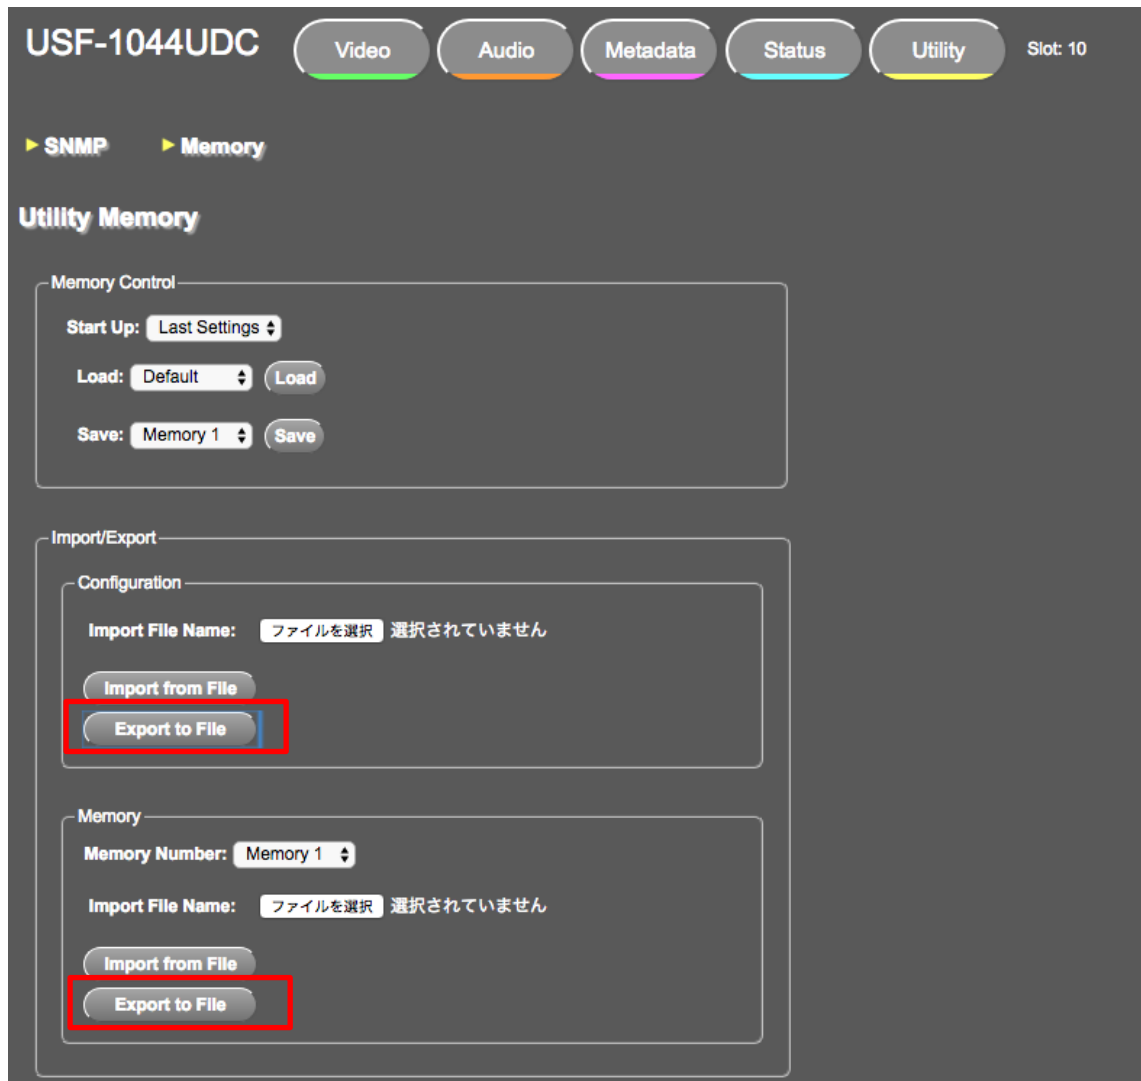 USF-1044UDC Video Audio Metadata Status Utility Slot: 10
SNMP Memory
Utility Memory
Memory Control
Start Up: Last Settings
Load: Default Load
Save: Memory 1 Save
Import/Export
Configuration
Import File Name: ファイルを選択 選択されていません
Import from File
Export to File
Memory
Memory Number: Memory 1
Import File Name: ファイルを選択 選択されていません
Import from File
Export to File